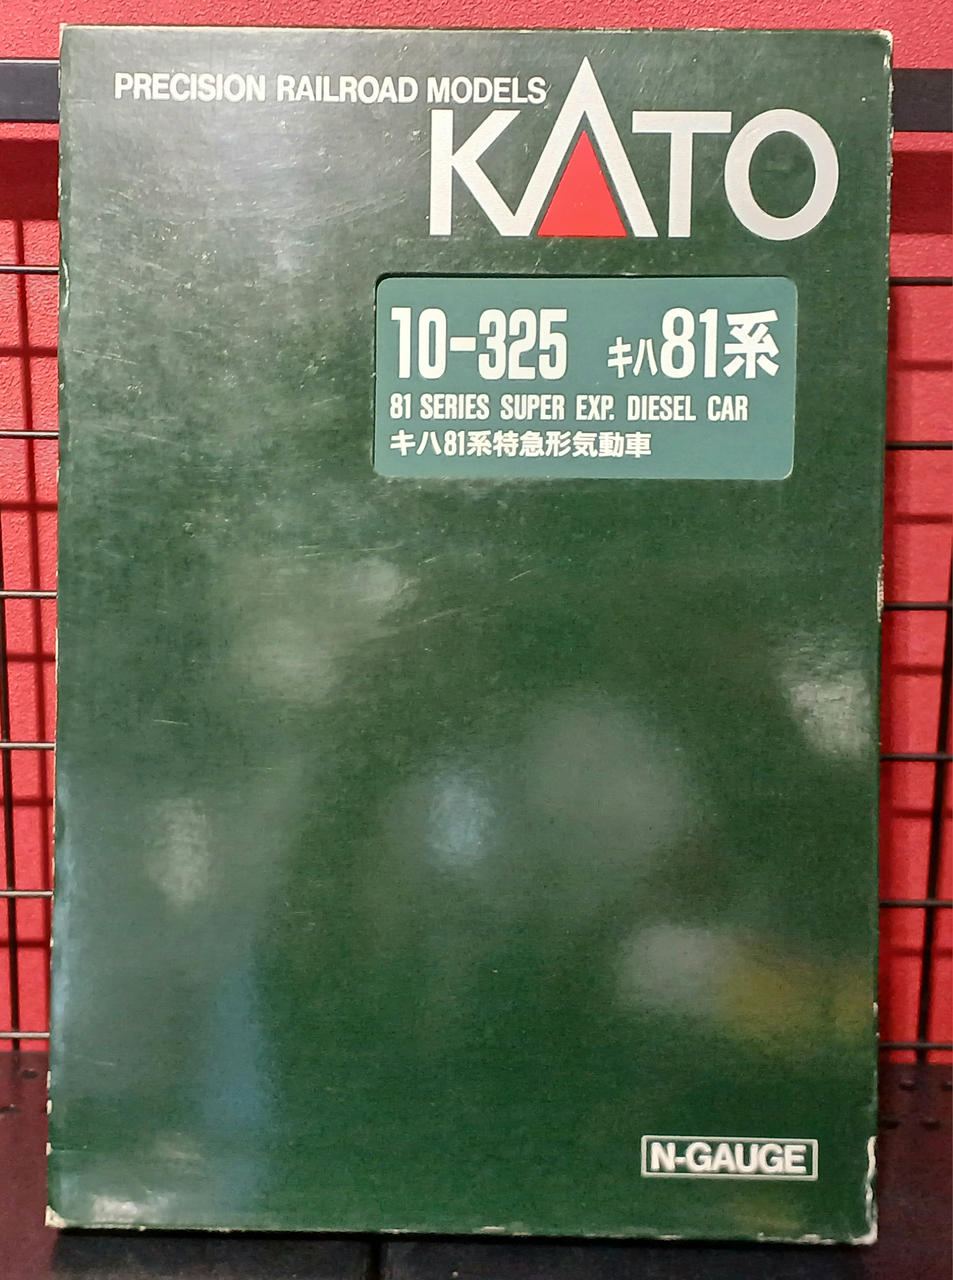 PRECISION RAILROAD MODELS
KATO
10-325 キハ81系
81 SERIES SUPER EXP. DIESEL CAR
キハ81系特急形気動車
N-GAUGE